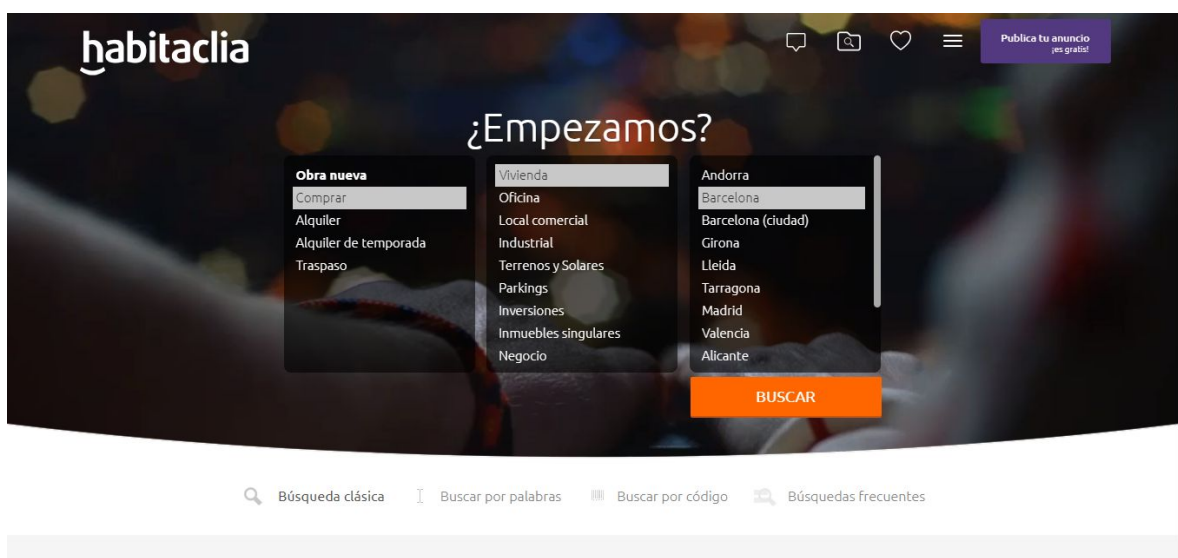 habitaclia
Publica tu anuncio
¡es gratis!
¿Empezamos?
Obra nueva
Comprar
Alquiler
Alquiler de temporada
Traspaso
Vivienda
Oficina
Local comercial
Industrial
Terrenos y Solares
Parkings
Inversiones
Inmuebles singulares
Negocio
Andorra
Barcelona
Barcelona (ciudad)
Girona
Lleida
Tarragona
Madrid
Valencia
Alicante
BUSCAR
Búsqueda clásica
Buscar por palabras
Buscar por código
Búsquedas frecuentes